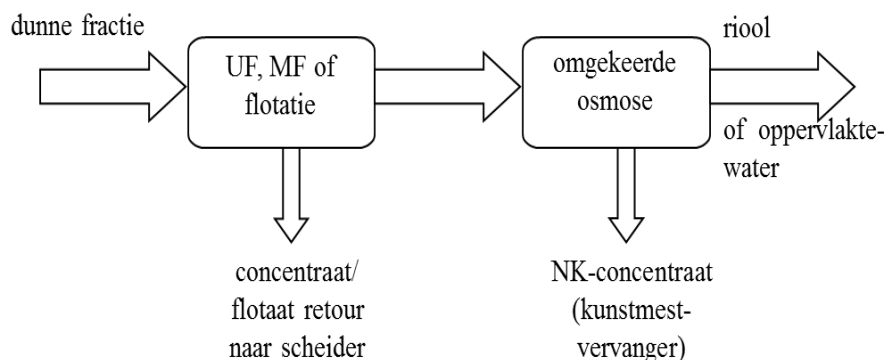 dunne fractie
UF, MF of
flotatie
omgekeerde
osmose
riool
of oppervlakte-
water
concentraat/
flotaat retour
naar scheider
NK-concentraat
(kunstmest-
vervanger)